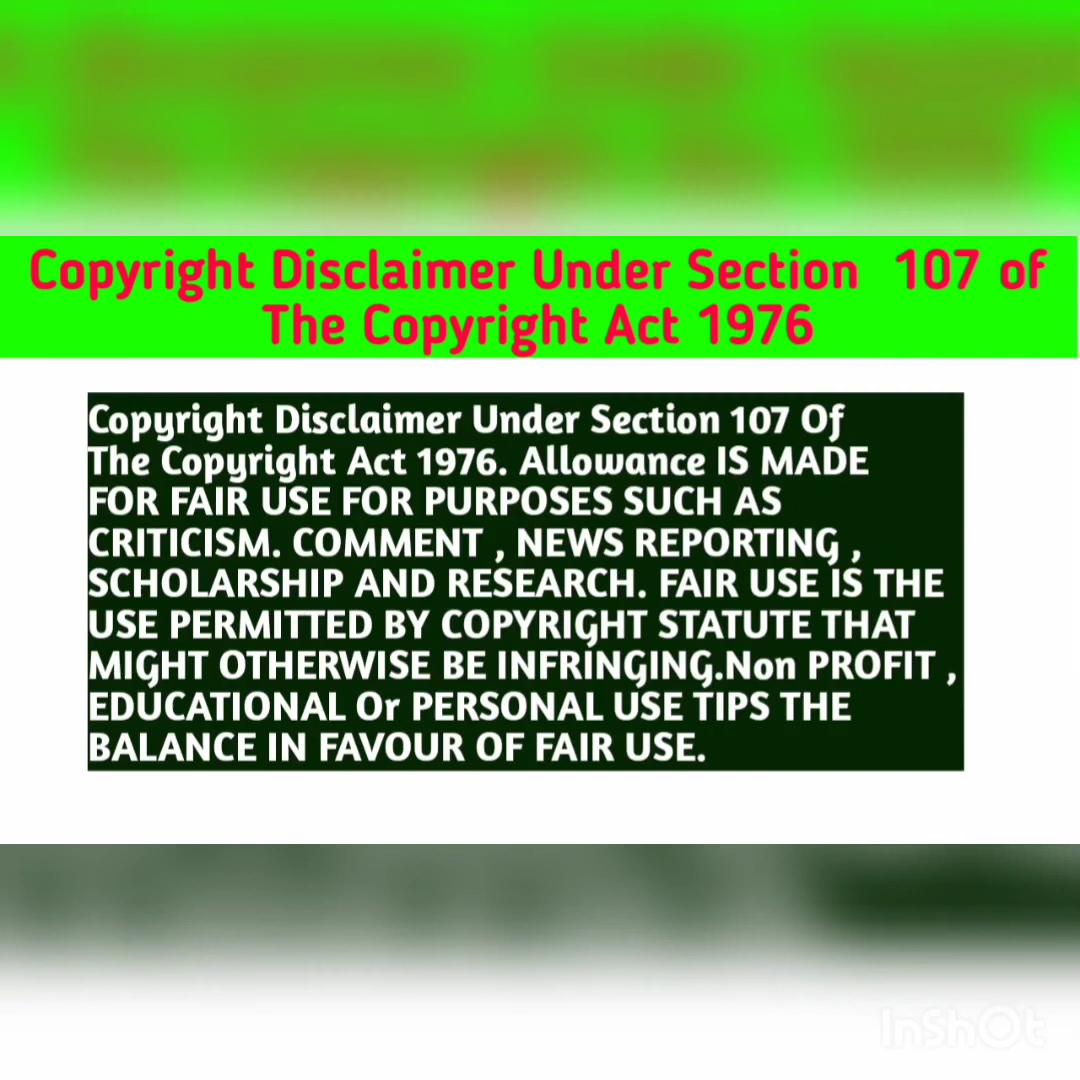 Copyright Disclaimer Under Section 107 of
The Copyright Act 1976
Copyright Disclaimer Under Section 107 Of
The Copyright Act 1976. Allowance IS MADE
FOR FAIR USE FOR PURPOSES SUCH AS
CRITICISM. COMMENT , NEWS REPORTING ,
SCHOLARSHIP AND RESEARCH. FAIR USE IS THE
USE PERMITTED BY COPYRIGHT STATUTE THAT
MIGHT OTHERWISE BE INFRINGING.Non PROFIT ,
EDUCATIONAL Or PERSONAL USE TIPS THE
BALANCE IN FAVOUR OF FAIR USE.
InShOt